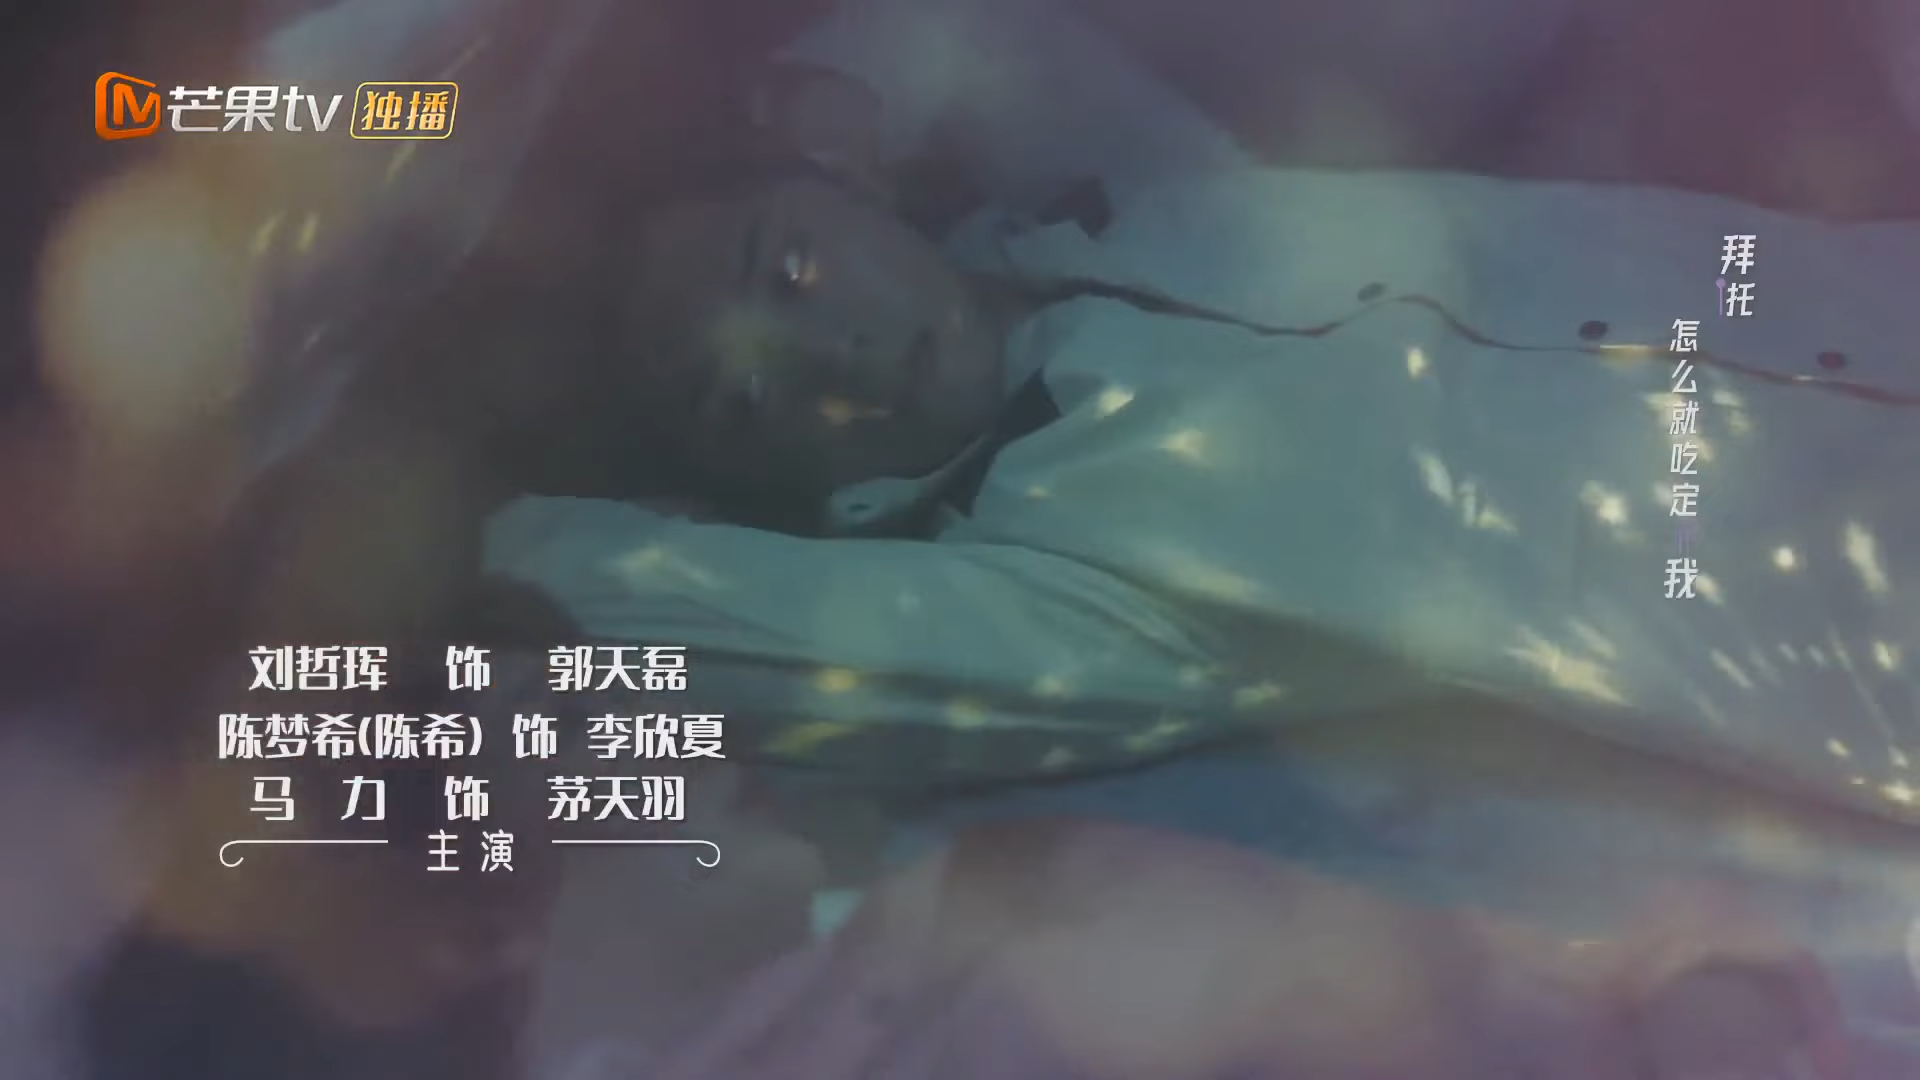 芒果tv 独播
拜托
怎么就吃定我
刘哲珲 饰 郭天磊
陈梦希(陈希) 饰 李欣夏
马力 饰 茅天羽
主演